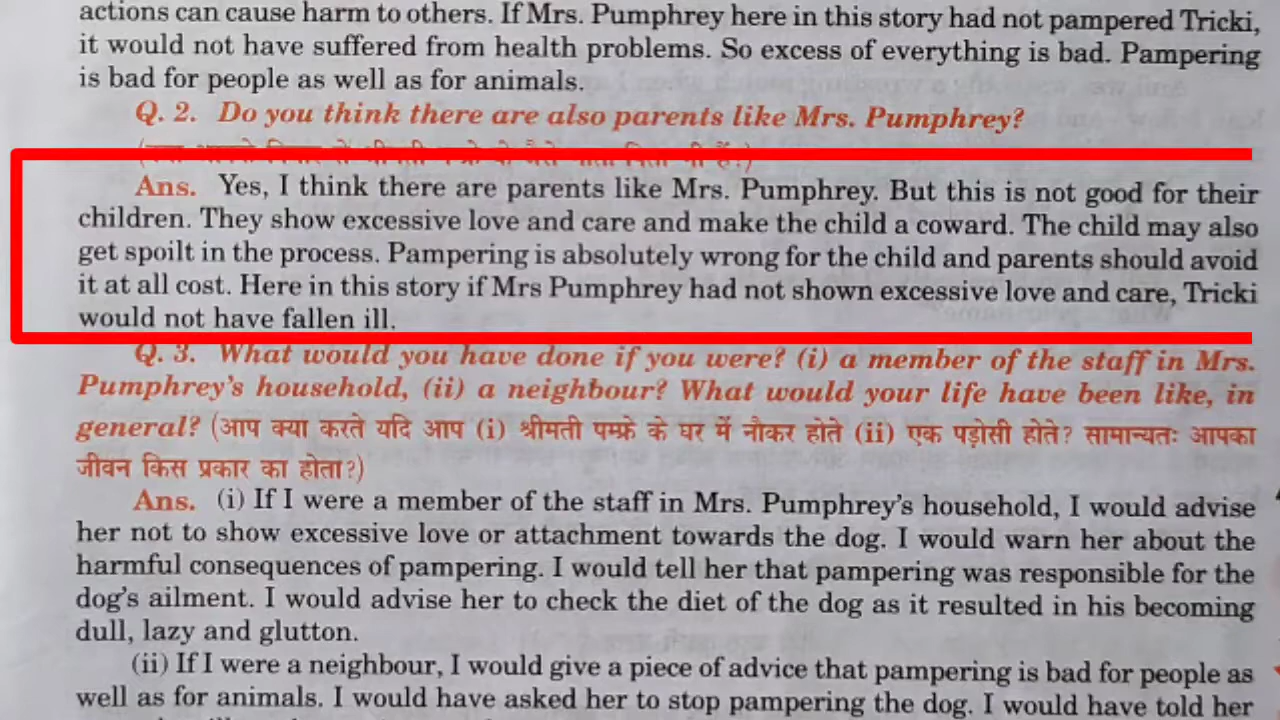 actions can cause harm to others. If Mrs. Pumphrey here in this story had not pampered Tricki,
it would not have suffered from health problems. So excess of everything is bad. Pampering
is bad for people as well as for animals.
Q. 2. Do you think there are also parents like Mrs. Pumphrey?
Ans. Yes, I think there are parents like Mrs. Pumphrey. But this is not good for their
children. They show excessive love and care and make the child a coward. The child may also
get spoilt in the process. Pampering is absolutely wrong for the child and parents should avoid
it at all cost. Here in this story if Mrs Pumphrey had not shown excessive love and care, Tricki
would not have fallen ill.
Q. 3. What would you have done if you were? (i) a member of the staff in Mrs.
Pumphrey's household, (ii) a neighbour? What would your life have been like, in
general? (आप क्या करते यदि आप (i) श्रीमती पम्फ्रे के घर में नौकर होते (ii) एक पड़ोसी होते? सामान्यतः आपका
जीवन किस प्रकार का होता?)
Ans. (i) If I were a member of the staff in Mrs. Pumphrey's household, I would advise
her not to show excessive love or attachment towards the dog. I would warn her about the
harmful consequences of pampering. I would tell her that pampering was responsible for the
dog's ailment. I would advise her to check the diet of the dog as it resulted in his becoming
dull, lazy and glutton.
(ii) If I were a neighbour, I would give a piece of advice that pampering is bad for people as
well as for animals. I would have asked her to stop pampering the dog. I would have told her